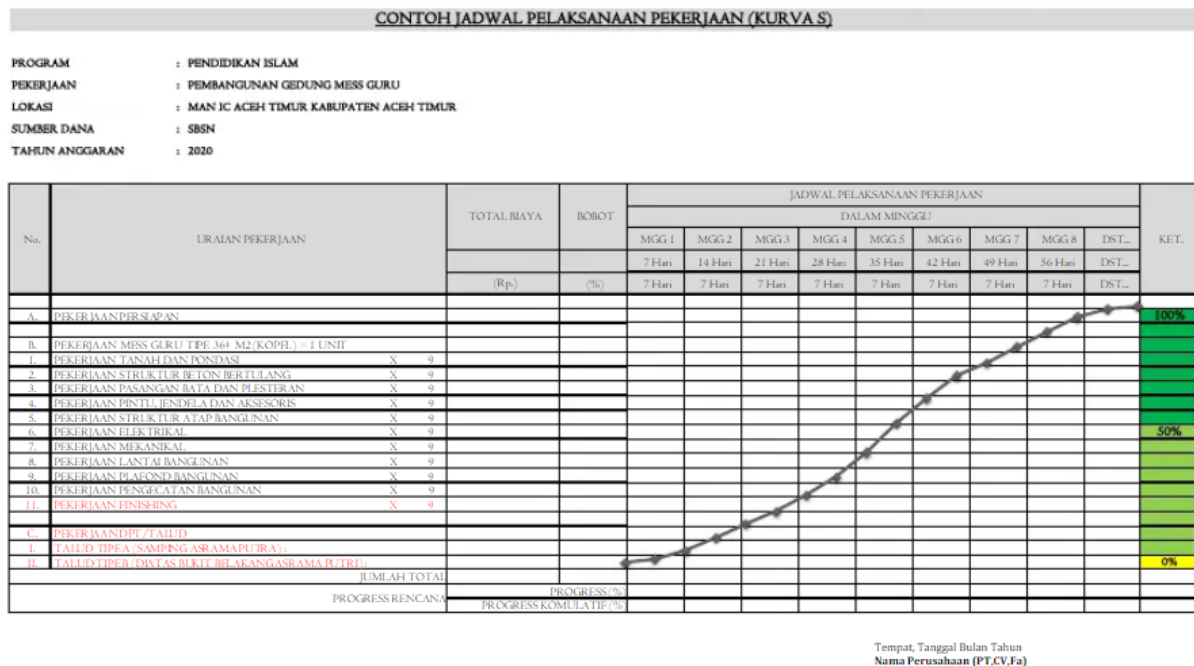 CONTOH JADWAL PELAKSANAAN PEKERJAAN (KURVA S)
PROGRAM : PENDIDIKAN ISLAM
PEKERJAAN : PEMBANGUNAN GEDUNG MESS GURU
LOKASI : MAN IC ACEH TIMUR KABUPATEN ACEH TIMUR
SUMBER DANA : SBSN
TAHUN ANGGARAN : 2020
No. URAIAN PEKERJAAN TOTAL BIAYA BOBOT JADWAL PELAKSANAAN PEKERJAAN KET.
DALAM MINGGU
MGG 1 MGG 2 MGG 3 MGG 4 MGG 5 MGG 6 MGG 7 MGG 8 DST...
7 Hari 14 Hari 21 Hari 28 Hari 35 Hari 42 Hari 49 Hari 56 Hari DST...
(Rp.) (%) 7 Hari 7 Hari 7 Hari 7 Hari 7 Hari 7 Hari 7 Hari 7 Hari DST...
A. PEKERJAAN PERSIAPAN 100%
B. PEKERJAAN MESS GURU TIPE 36+ M2 (KOPEL) = 1 UNIT
1. PEKERJAAN TANAH DAN PONDASI X 9
2. PEKERJAAN STRUKTUR BETON BERTULANG X 9
3. PEKERJAAN PASANGAN BATA DAN PLESTERAN X 9
4. PEKERJAAN PINTU, JENDELA DAN AKSESORIS X 9
5. PEKERJAAN STRUKTUR ATAP BANGUNAN X 9
6. PEKERJAAN ELEKTRIKAL X 9 50%
7. PEKERJAAN MEKANIKAL X 9
8. PEKERJAAN LANTAI BANGUNAN X 9
9. PEKERJAAN PLAFOND BANGUNAN X 9
10. PEKERJAAN PENGECATAN BANGUNAN X 9
11. PEKERJAAN FINISHING X 9
C. PEKERJAAN DPT/TALUD
I. TALUD TIPE A (SAMPING ASRAMA PUTRA) :
II. TALUD TIPE B (DIATAS BUKIT BELAKANG ASRAMA PUTRI) : 0%
JUMLAH TOTAL
PROGRESS RENCANA PROGRESS (%)
PROGRESS KOMULATIF (%)
Tempat, Tanggal Bulan Tahun
Nama Perusahaan (PT,CV,Fa)